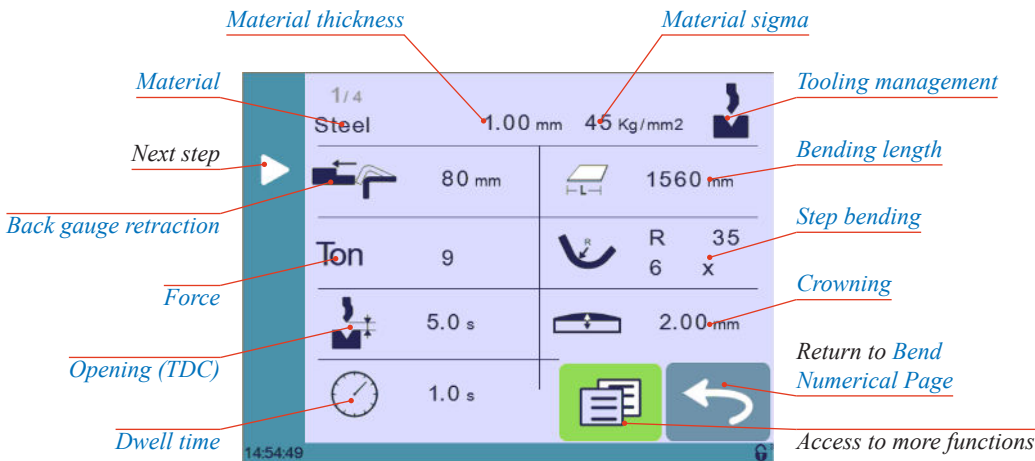 Material thickness
Material sigma
Material
Tooling management
1/4
Steel
1.00 mm
45 Kg/mm2
Next step
Bending length
80 mm
L
1560 mm
Back gauge retraction
Step bending
Ton
9
R
R 35
6 x
Force
Crowning
5.0 s
2.00 mm
Opening (TDC)
Return to Bend
Numerical Page
1.0 s
Dwell time
Access to more functions
14:54:49